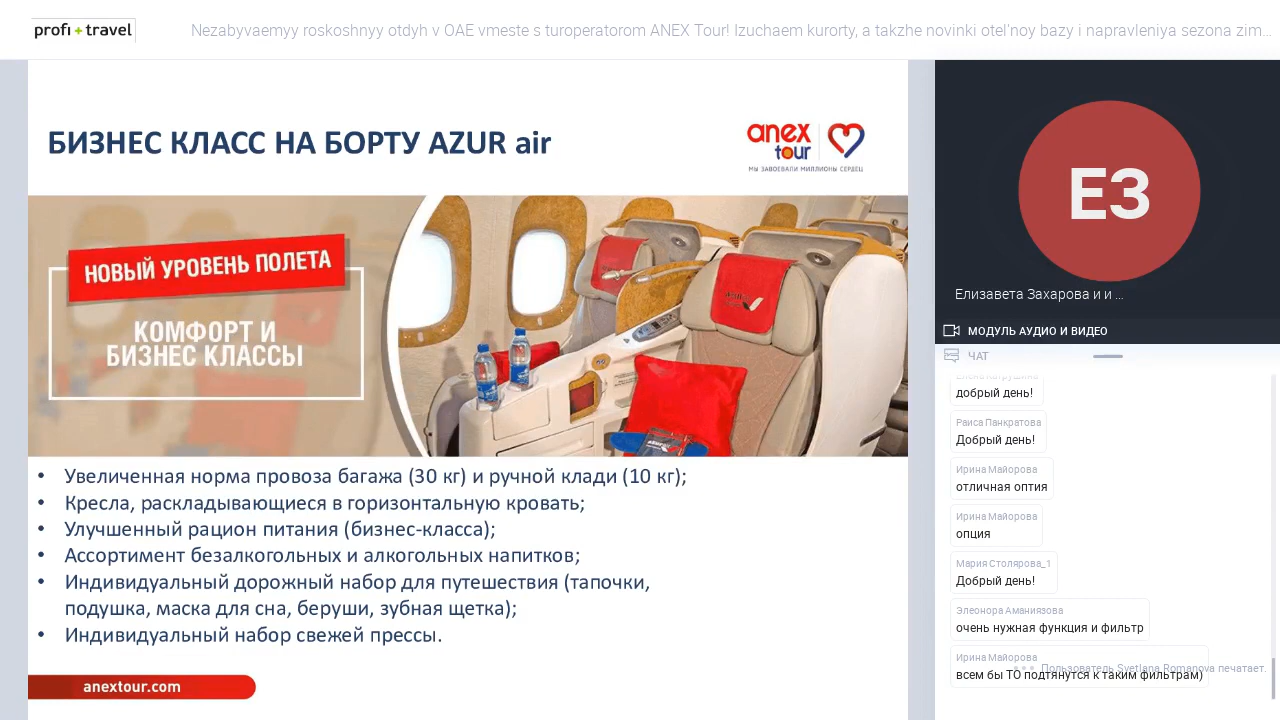 profi + travel
Nezabyvaemyy roskoshnyy otdyh v OAE vmeste s turoperatorom ANEX Tour! Izuchaem kurorty, a takzhe novinki otel'noy bazy i napravleniya sezona zim...
БИЗНЕС КЛАСС НА БОРТУ AZUR air
anex
tour
МЫ ЗАВОЕВАЛИ МИЛЛИОНЫ СЕРДЕЦ
НОВЫЙ УРОВЕНЬ ПОЛЕТА
КОМФОРТ И
БИЗНЕС КЛАССЫ
• Увеличенная норма провоза багажа (30 кг) и ручной клади (10 кг);
• Кресла, раскладывающиеся в горизонтальную кровать;
• Улучшенный рацион питания (бизнес-класса);
• Ассортимент безалкогольных и алкогольных напитков;
• Индивидуальный дорожный набор для путешествия (тапочки,
подушка, маска для сна, беруши, зубная щетка);
• Индивидуальный набор свежей прессы.
anextour.com
ЕЗ
Елизавета Захарова и и ...
МОДУЛЬ АУДИО И ВИДЕО
ЧАТ
добрый день!
Раиса Панкратова
Добрый день!
Ирина Майорова
отличная оптия
Ирина Майорова
опция
Мария Столярова_1
Добрый день!
Элеонора Аманиязова
очень нужная функция и фильтр
Ирина Майорова
Пользователь Svetlana Romanova печатает.
всем бы ТО подтянутся к таким фильтрам)